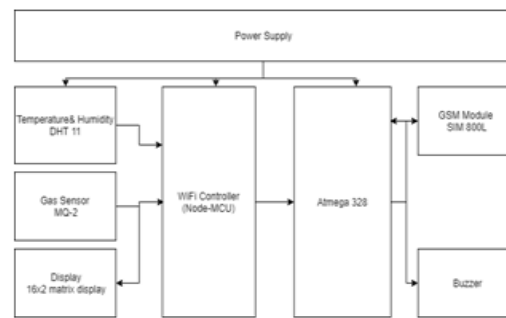 Power Supply
Temperature& Humidity
DHT 11
Gas Sensor
MQ-2
Display
16x2 matrix display
WiFi Controller
(Node-MCU)
Atmega 328
GSM Module
SIM 800L
Buzzer